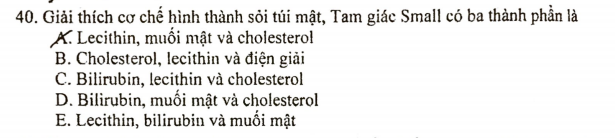 40. Giải thích cơ chế hình thành sỏi túi mật, Tam giác Small có ba thành phần là
A. Lecithin, muối mật và cholesterol
B. Cholesterol, lecithin và điện giải
C. Bilirubin, lecithin và cholesterol
D. Bilirubin, muối mật và cholesterol
E. Lecithin, bilirubin và muối mật